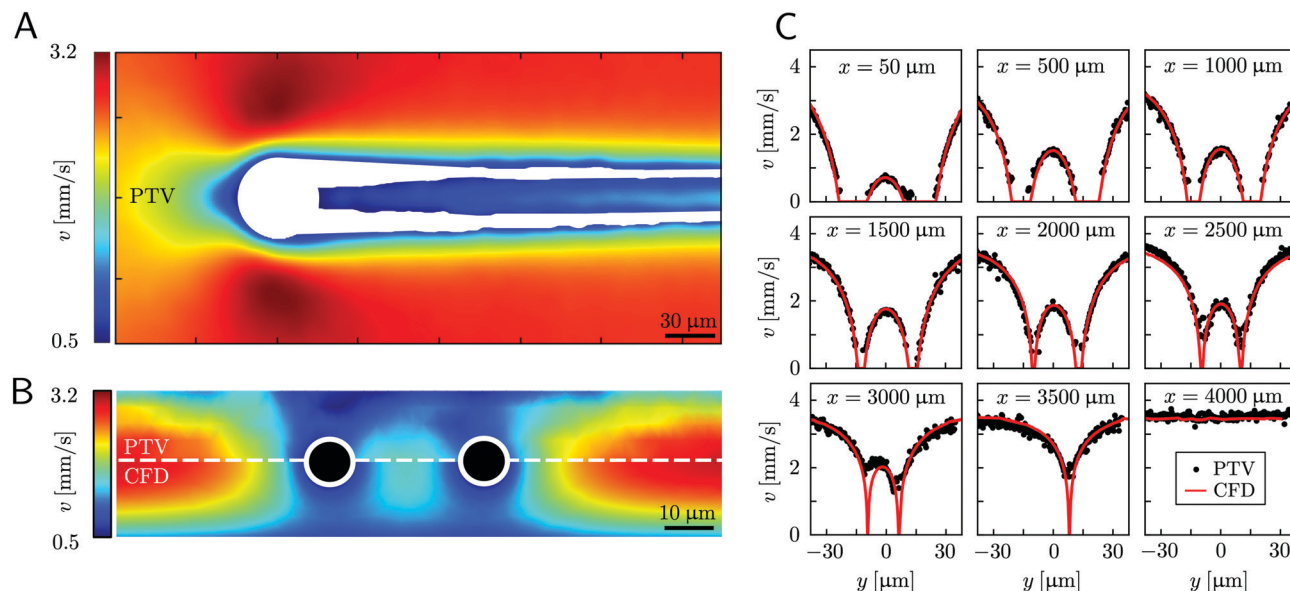 A
3.2
v [mm/s]
PTV
0.5
30 µm
B
3.2
v [mm/s]
PTV
CFD
0.5
10 µm
C
x = 50 µm
x = 500 µm
x = 1000 µm
4
2
0
v [mm/s]
x = 1500 µm
x = 2000 µm
x = 2500 µm
4
2
0
v [mm/s]
x = 3000 µm
x = 3500 µm
x = 4000 µm
4
2
0
v [mm/s]
PTV
CFD
−30 0 30
−30 0 30
−30 0 30
y [µm]
y [µm]
y [µm]